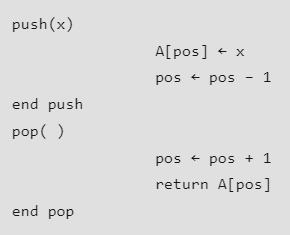 push(x)
A[pos] ← x
pos ← pos − 1
end push
pop( )
pos ← pos + 1
return A[pos]
end pop